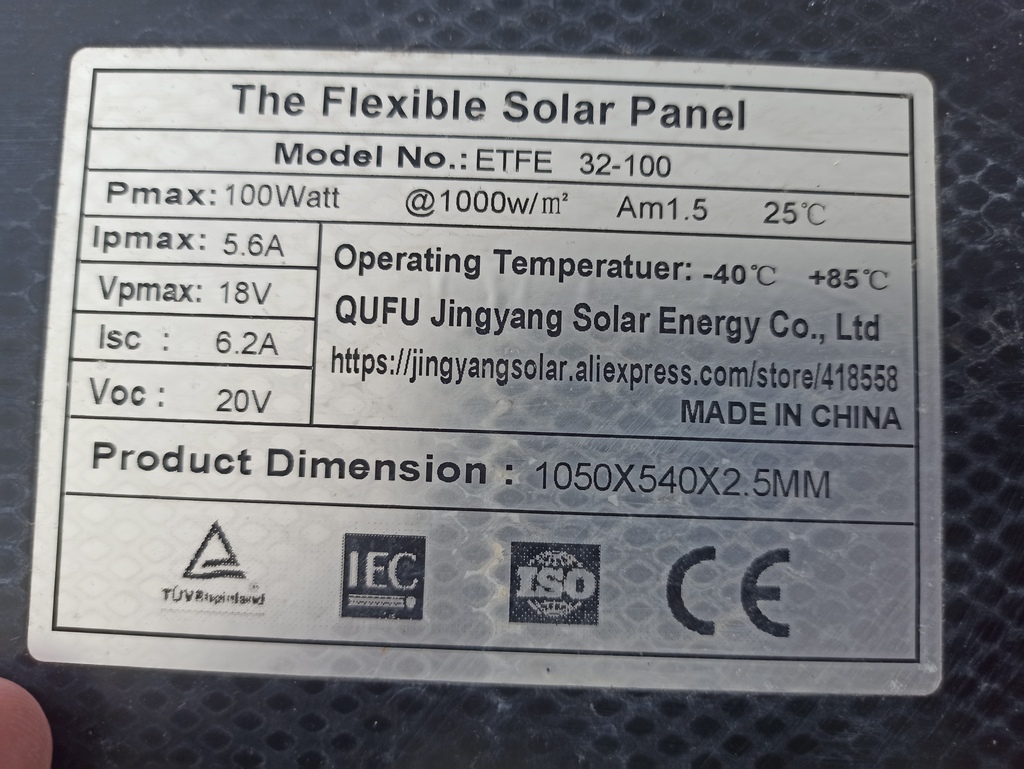 The Flexible Solar Panel
Model No.: ETFE 32-100
Pmax: 100Watt @1000w/m² Am1.5 25℃
Ipmax: 5.6A
Vpmax: 18V
Isc : 6.2A
Voc : 20V
Operating Temperatuer: -40℃ +85℃
QUFU Jingyang Solar Energy Co., Ltd
https://jingyangsolar.aliexpress.com/store/418558
MADE IN CHINA
Product Dimension : 1050X540X2.5MM
TÜVRheinland
IEC
ISO
CE